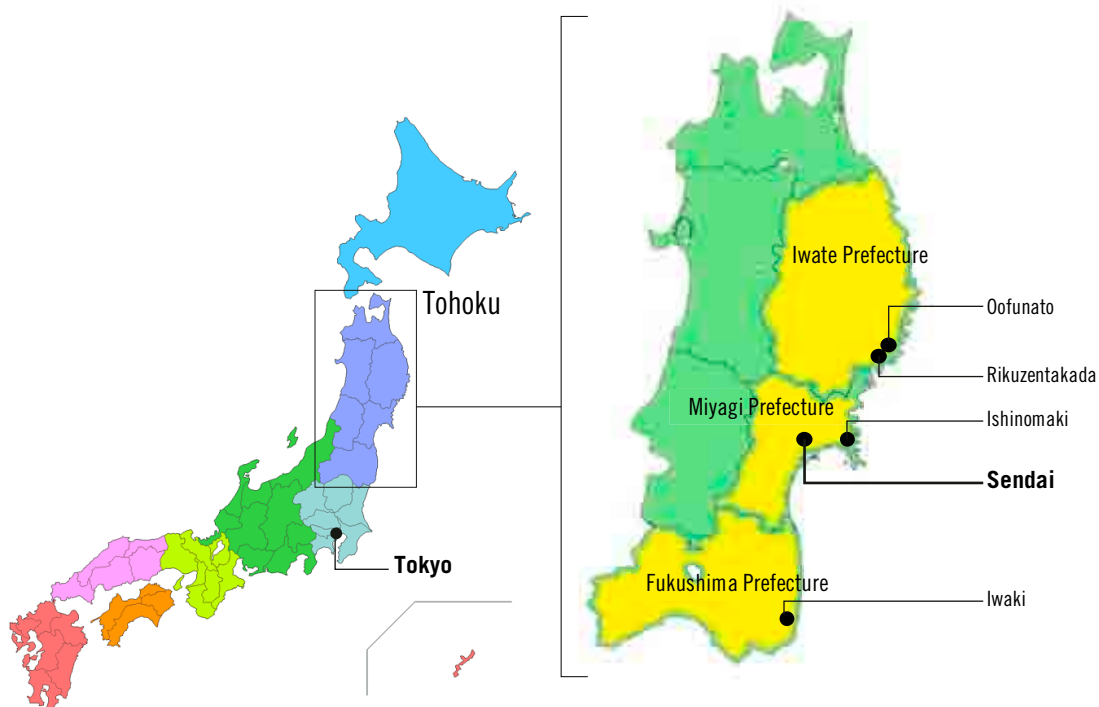 Tohoku
Tokyo
Iwate Prefecture
Oofunato
Rikuzentakada
Miyagi Prefecture
Ishinomaki
Sendai
Fukushima Prefecture
Iwaki